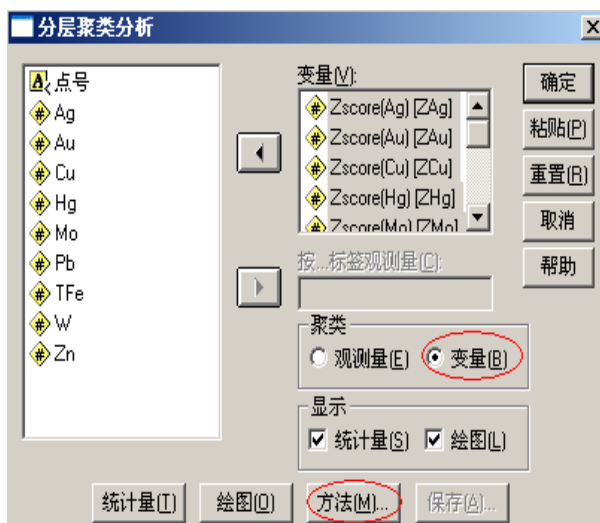 分层聚类分析
点号
Ag
Au
Cu
Hg
Mo
Pb
TFe
W
Zn
变量(V):
Zscore(Ag) [ZAg]
Zscore(Au) [ZAu]
Zscore(Cu) [ZCu]
Zscore(Hg) [ZHg]
Zscore(Mo) [ZMo]
按...标签观测量(C):
聚类
观测量(E) 变量(B)
显示
统计量(S) 绘图(L)
确定
粘贴(P)
重置(R)
取消
帮助
统计量(T) 绘图(O) 方法(M)... 保存(A)...